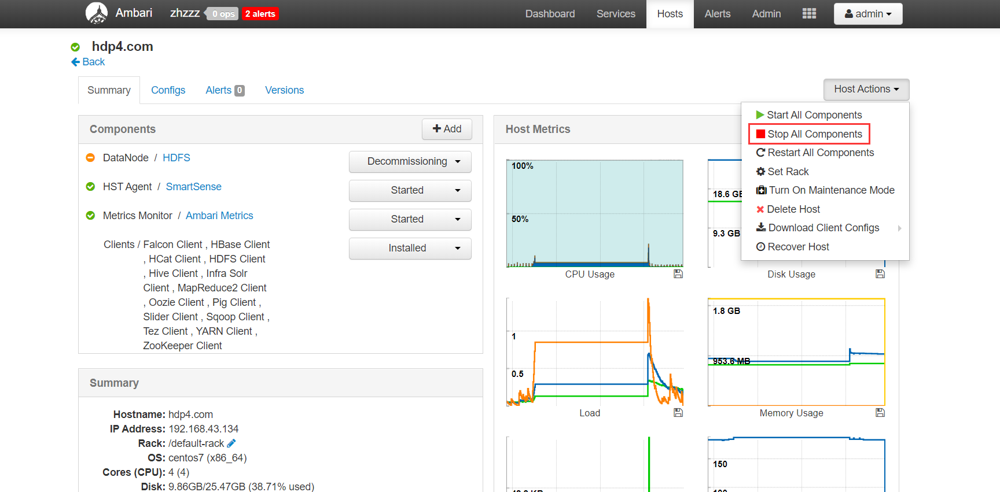 Ambari zhzzz 0 ops 2 alerts Dashboard Services Hosts Alerts Admin admin
hdp4.com
Back
Summary Configs Alerts 0 Versions Host Actions
Start All Components
Stop All Components
Restart All Components
Set Rack
Turn On Maintenance Mode
Delete Host
Download Client Configs
Recover Host
Components Add
DataNode / HDFS Decommissioning
HST Agent / SmartSense Started
Metrics Monitor / Ambari Metrics Started
Clients / Falcon Client , HBase Client Installed
, HCat Client , HDFS Client
, Hive Client , Infra Solr
Client , MapReduce2 Client
, Oozie Client , Pig Client ,
Slider Client , Sqoop Client ,
Tez Client , YARN Client ,
ZooKeeper Client
Summary
Hostname: hdp4.com
IP Address: 192.168.43.134
Rack: /default-rack
OS: centos7 (x86_64)
Cores (CPU): 4 (4)
Disk: 9.86GB/25.47GB (38.71% used)
Host Metrics
100%
50%
CPU Usage
18.6 GB
9.3 GB
Disk Usage
1
0.5
Load
1.8 GB
953.6 MB
Memory Usage
150